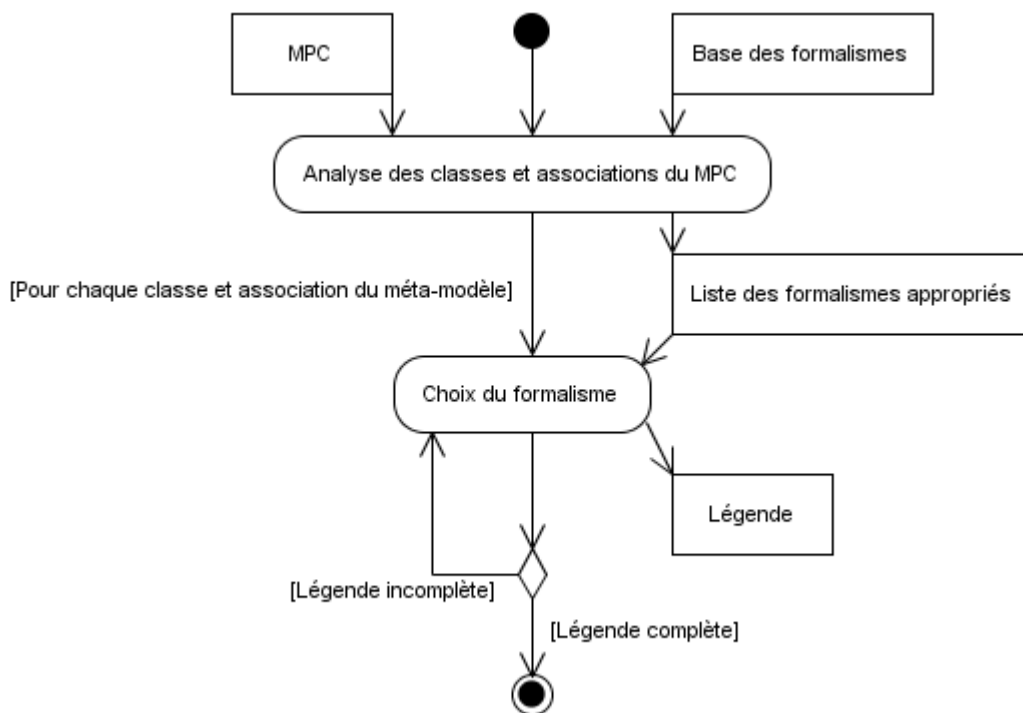 MPC
Base des formalismes
Analyse des classes et associations du MPC
[Pour chaque classe et association du méta-modèle]
Liste des formalismes appropriés
Choix du formalisme
Légende
[Légende incomplète]
[Légende complète]